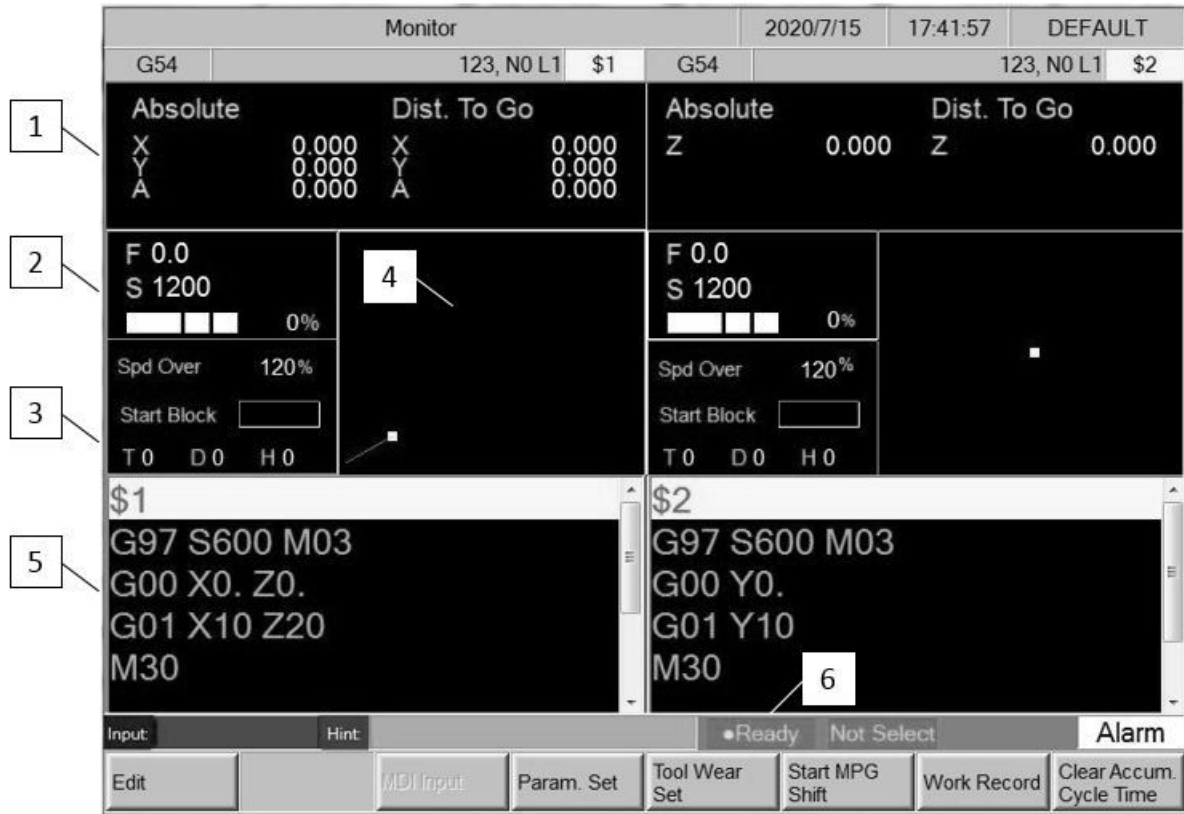 Monitor 2020/7/15 17:41:57 DEFAULT
G54 123, N0 L1 $1 G54 123, N0 L1 $2
1
Absolute Dist. To Go Absolute Dist. To Go
X 0.000 X 0.000 Z 0.000 Z 0.000
Y 0.000 Y 0.000
A 0.000 A 0.000
2
F 0.0
S 1200
0%
4
F 0.0
S 1200
0%
3
Spd Over 120%
Start Block
T 0 D 0 H 0
Spd Over 120%
Start Block
T 0 D 0 H 0
5
$1
G97 S600 M03
G00 X0. Z0.
G01 X10 Z20
M30
$2
G97 S600 M03
G00 Y0.
G01 Y10
M30
6
Input: Hint: Ready Not Select Alarm
Edit
MDI Input
Param. Set
Tool Wear
Set
Start MPG
Shift
Work Record
Clear Accum.
Cycle Time